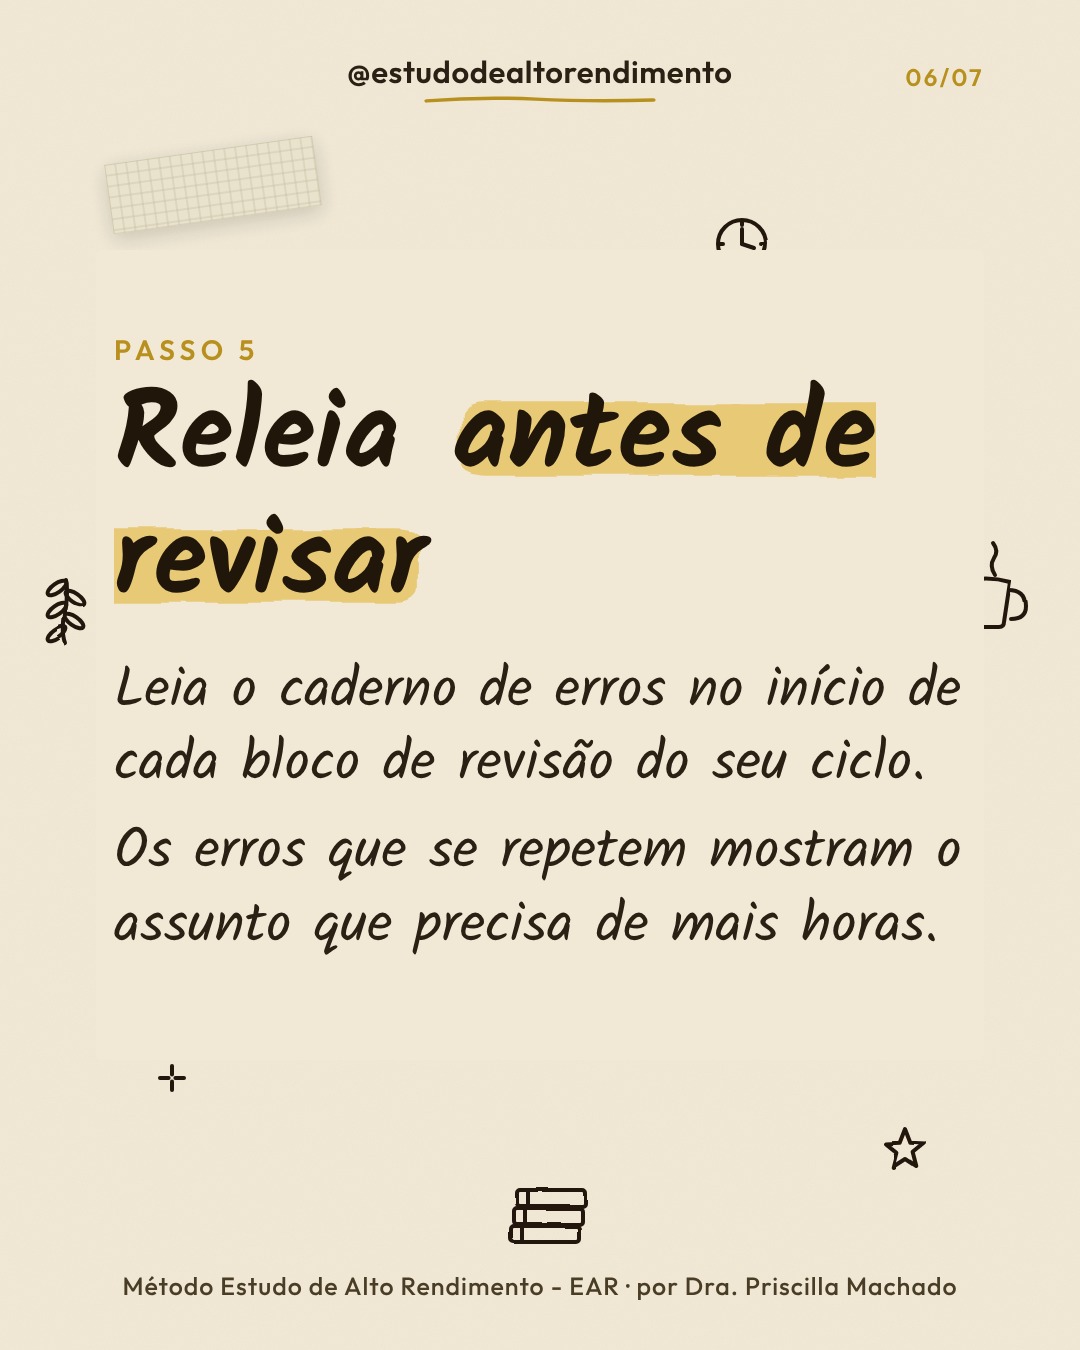 @estudodealtorendimento
06/07
PASSO 5
Releia antes de
revisar
Leia o caderno de erros no início de
cada bloco de revisão do seu ciclo.
Os erros que se repetem mostram o
assunto que precisa de mais horas.
Método Estudo de Alto Rendimento - EAR · por Dra. Priscilla Machado